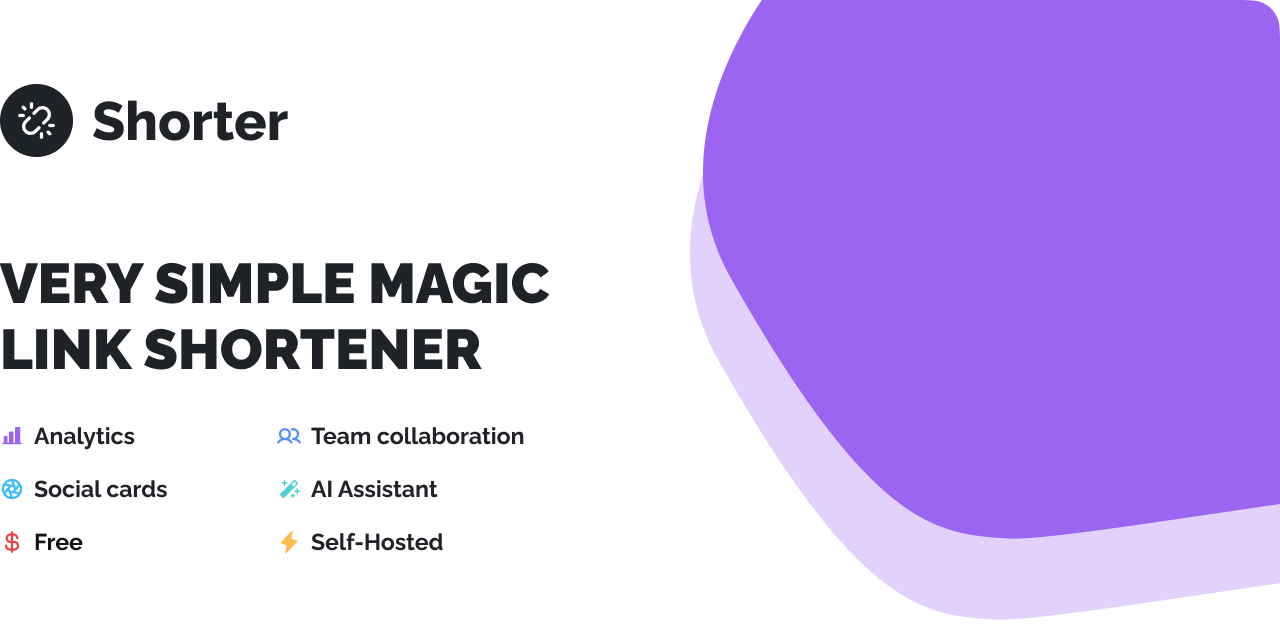 Shorter
VERY SIMPLE MAGIC
LINK SHORTENER
Analytics
Team collaboration
Social cards
AI Assistant
Free
Self-Hosted